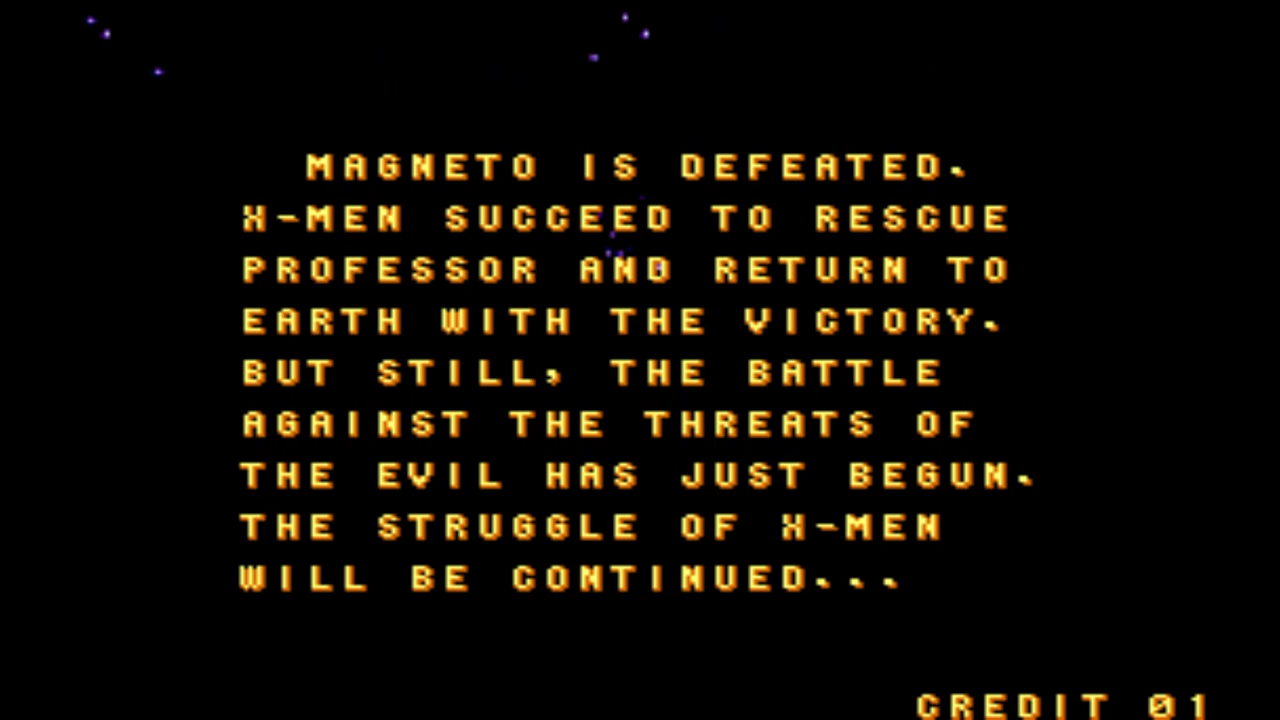 MAGNETO IS DEFEATED.
X-MEN SUCCEED TO RESCUE
PROFESSOR AND RETURN TO
EARTH WITH THE VICTORY.
BUT STILL, THE BATTLE
AGAINST THE THREATS OF
THE EVIL HAS JUST BEGUN.
THE STRUGGLE OF X-MEN
WILL BE CONTINUED...
CREDIT 01